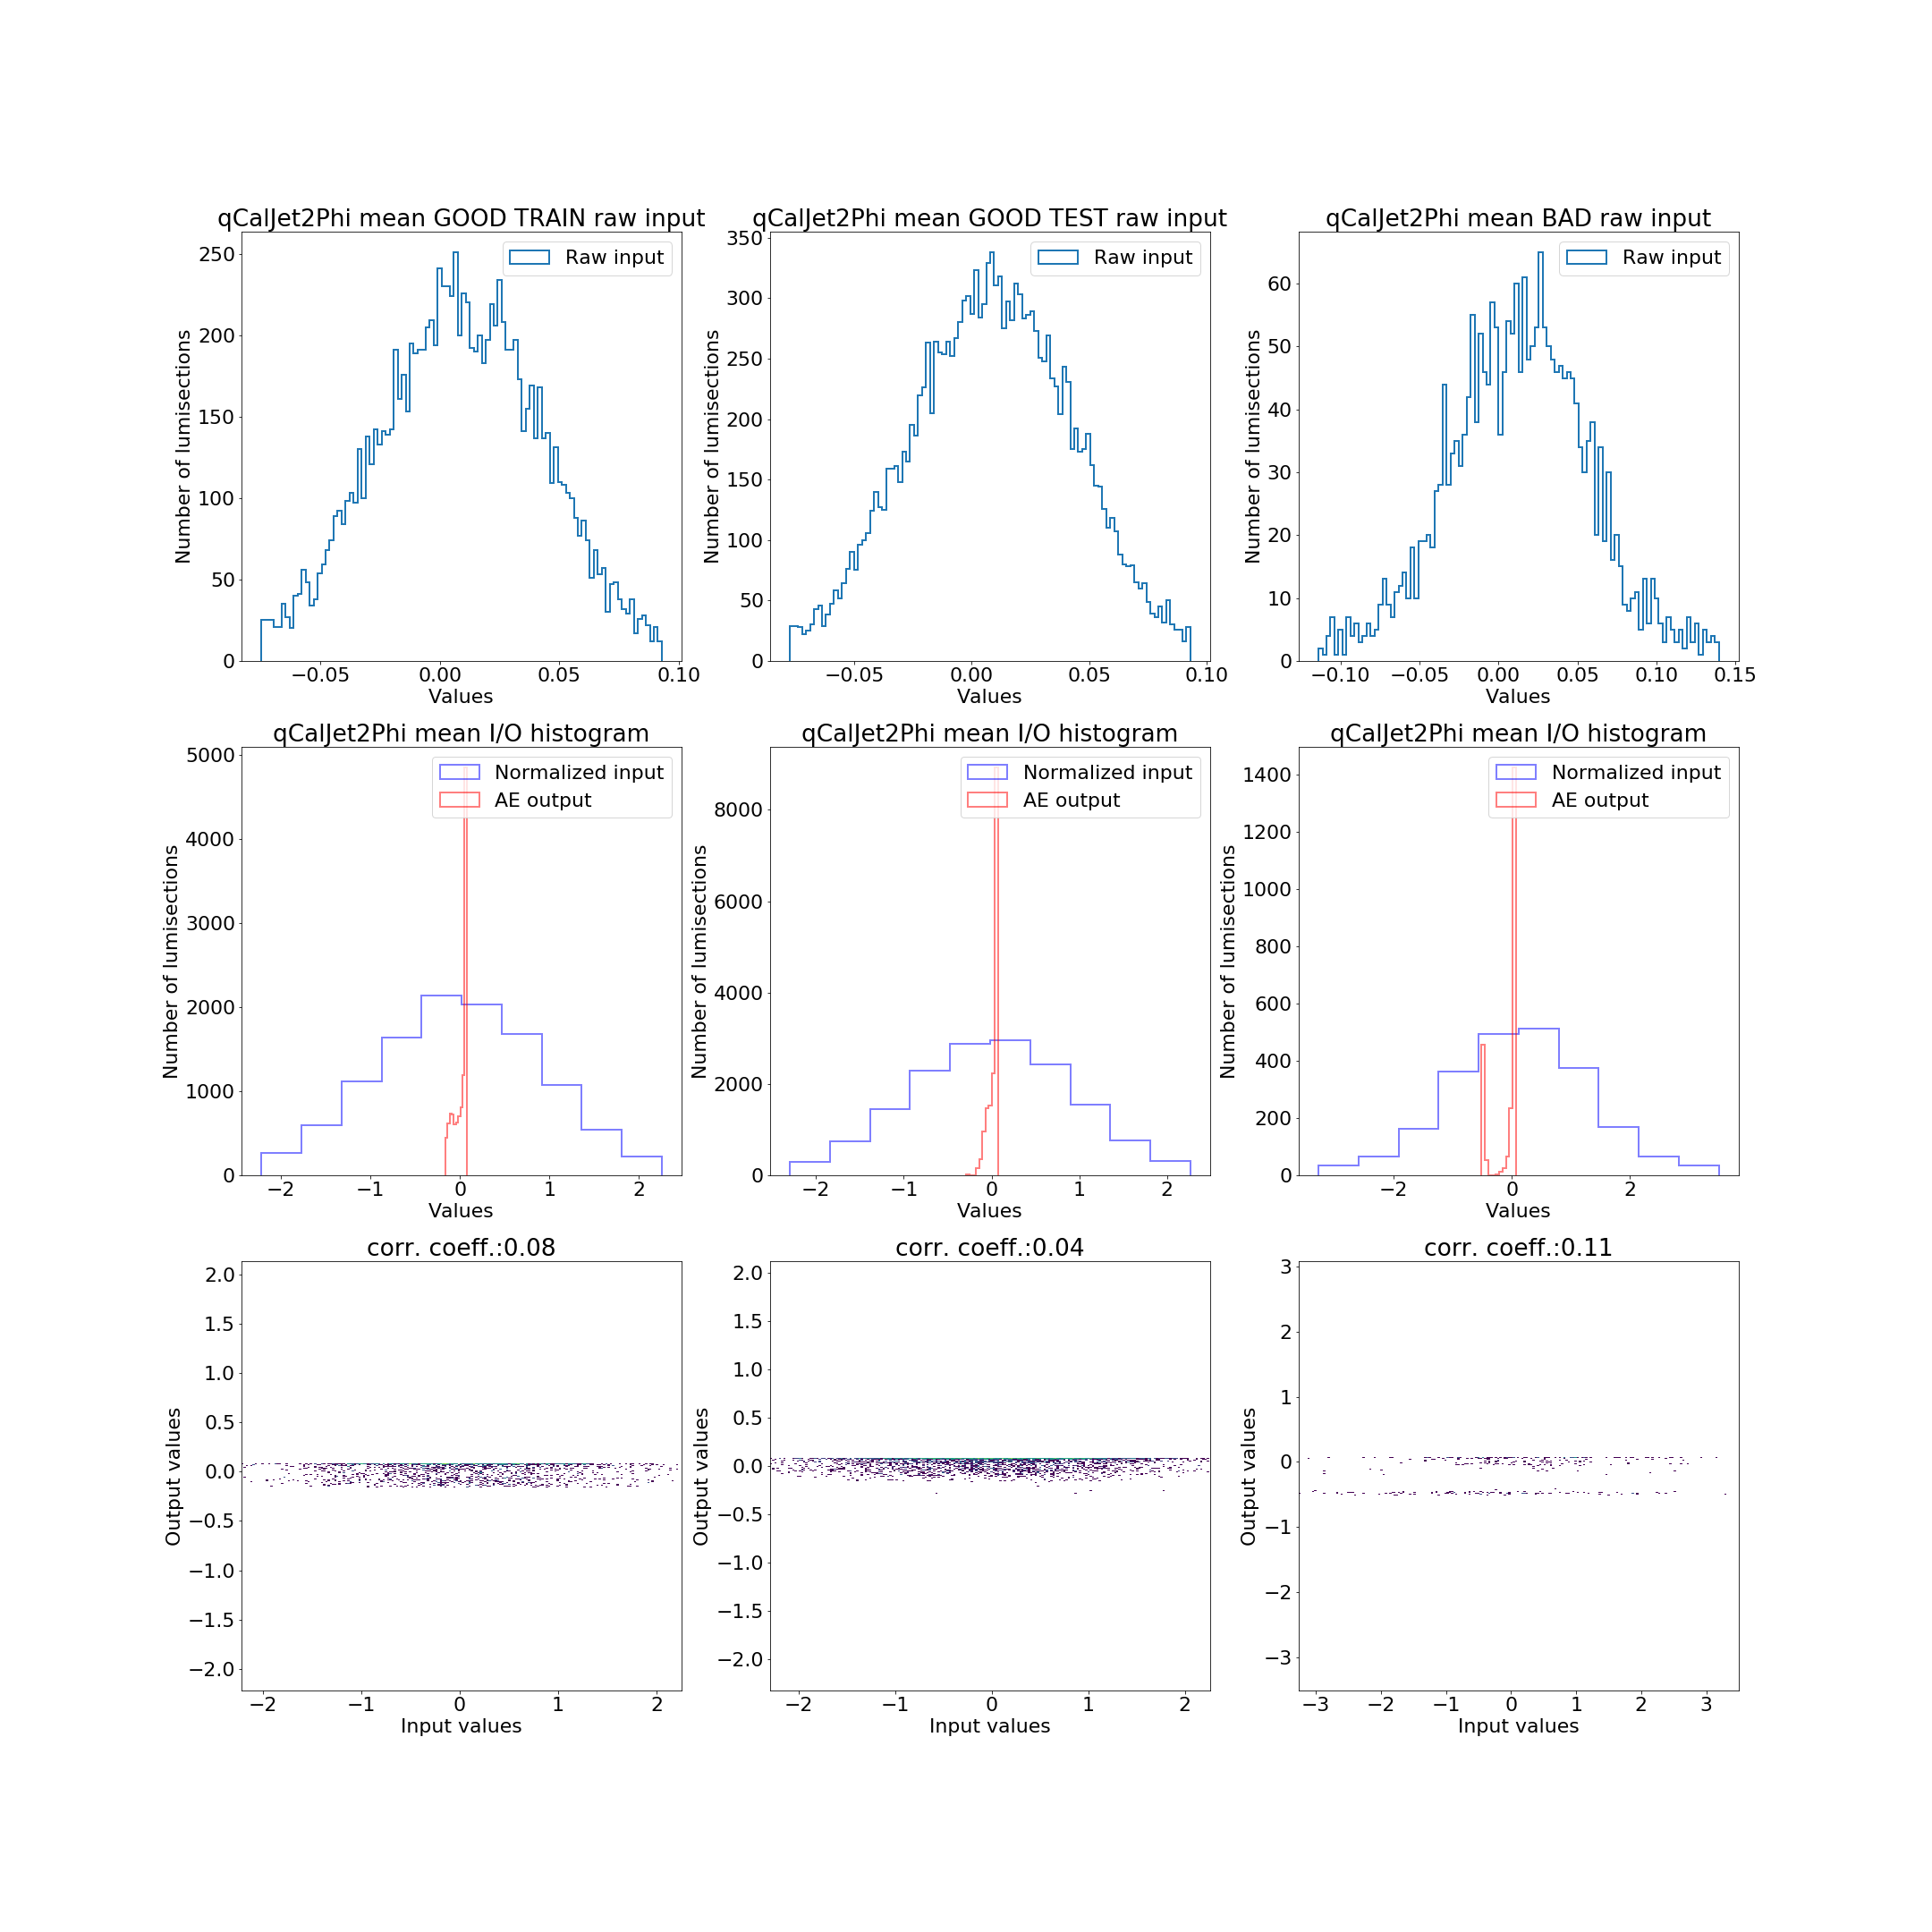 qCalJet2Phi mean GOOD TRAIN raw input
qCalJet2Phi mean GOOD TEST raw input
qCalJet2Phi mean BAD raw input
Raw input
Raw input
Raw input
Number of lumisections
250
200
150
100
50
0
−0.05 0.00 0.05 0.10
Values
Number of lumisections
350
300
250
200
150
100
50
0
−0.05 0.00 0.05 0.10
Values
Number of lumisections
60
50
40
30
20
10
0
−0.10 −0.05 0.00 0.05 0.10 0.15
Values
qCalJet2Phi mean I/O histogram
qCalJet2Phi mean I/O histogram
qCalJet2Phi mean I/O histogram
Normalized input
AE output
Normalized input
AE output
Normalized input
AE output
Number of lumisections
5000
4000
3000
2000
1000
0
−2 −1 0 1 2
Values
Number of lumisections
8000
6000
4000
2000
0
−2 −1 0 1 2
Values
Number of lumisections
1400
1200
1000
800
600
400
200
0
−2 0 2
Values
corr. coeff.:0.08
corr. coeff.:0.04
corr. coeff.:0.11
Output values
2.0
1.5
1.0
0.5
0.0
−0.5
−1.0
−1.5
−2.0
−2 −1 0 1 2
Input values
Output values
2.0
1.5
1.0
0.5
0.0
−0.5
−1.0
−1.5
−2.0
−2 −1 0 1 2
Input values
Output values
3
2
1
0
−1
−2
−3
−3 −2 −1 0 1 2 3
Input values